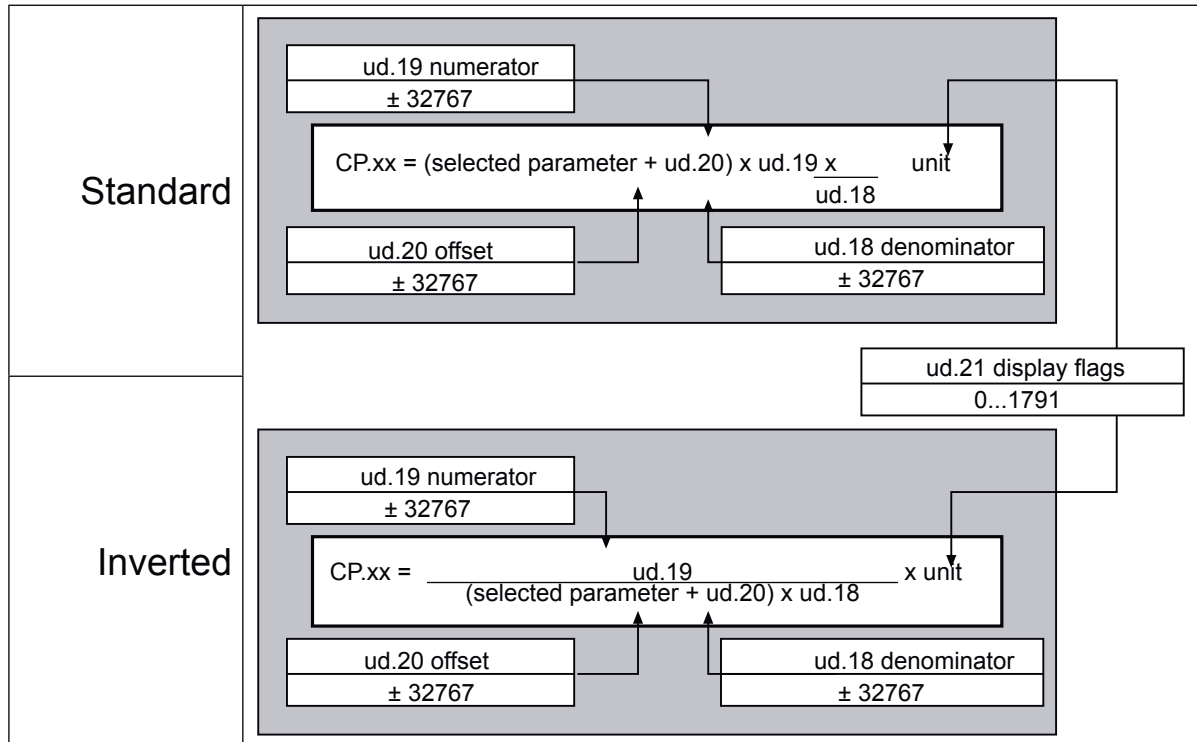 Standard
ud.19 numerator
± 32767
CP.xx = (selected parameter + ud.20) x ud.19 x unit
ud.18
ud.20 offset
± 32767
ud.18 denominator
± 32767
ud.21 display flags
0...1791
Inverted
ud.19 numerator
± 32767
CP.xx = ud.19 x unit
(selected parameter + ud.20) x ud.18
ud.20 offset
± 32767
ud.18 denominator
± 32767